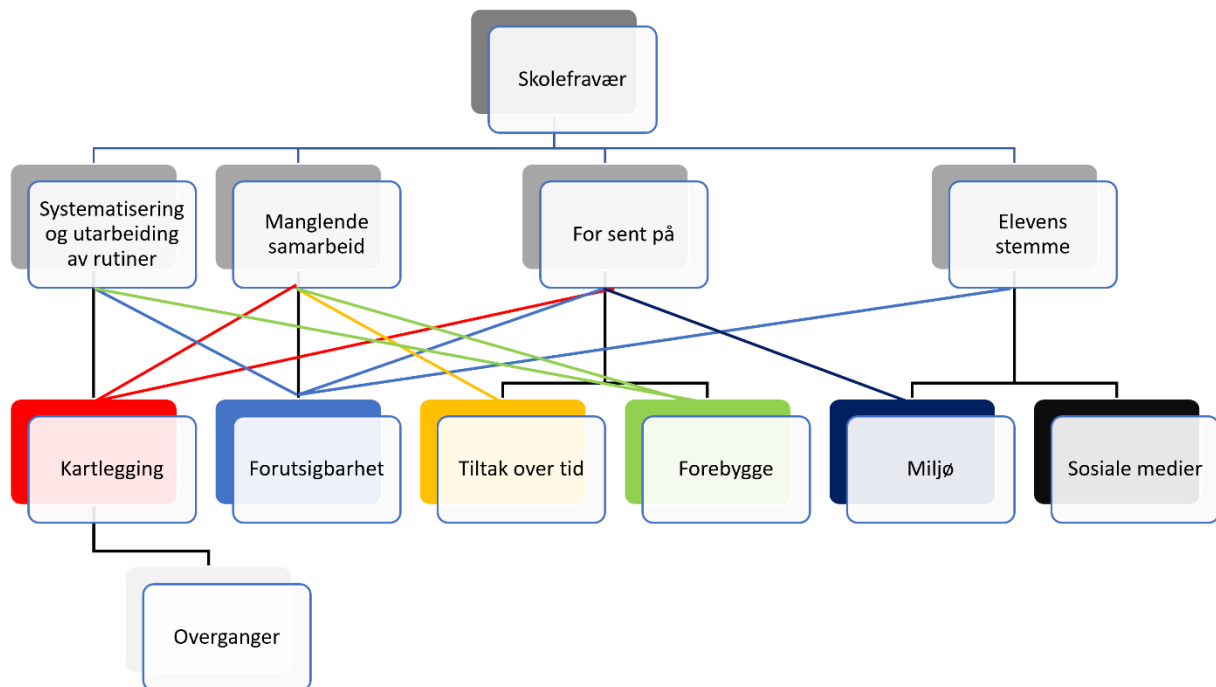 Skolefravær
Systematisering
og utarbeiding
av rutiner
Manglende
samarbeid
For sent på
Elevens
stemme
Kartlegging
Forutsigbarhet
Tiltak over tid
Forebygge
Miljø
Sosiale medier
Overganger